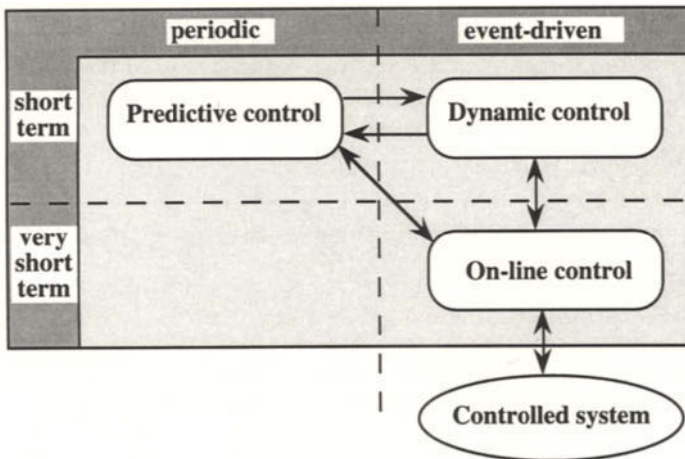 periodic
event-driven
short
term
Predictive control
Dynamic control
very
short
term
On-line control
Controlled system